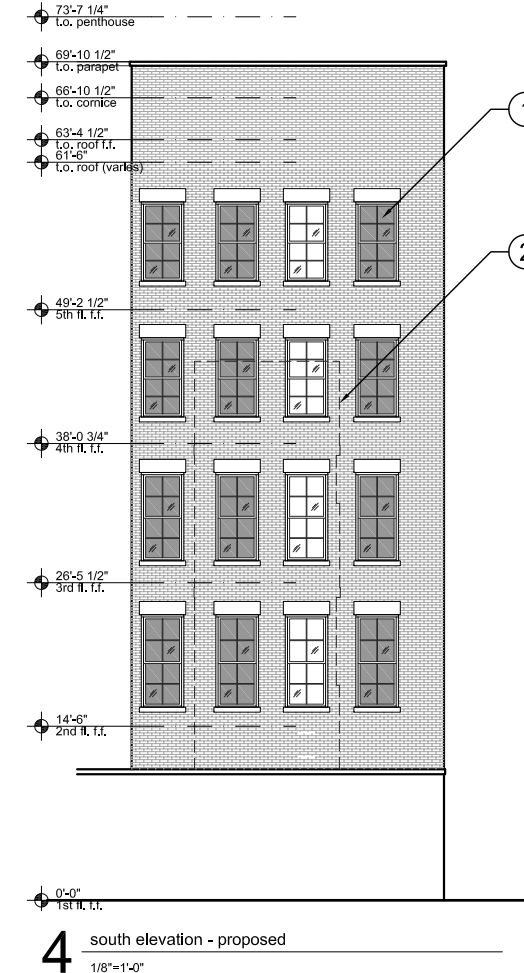 73'-7 1/4"
t.o. penthouse
69'-10 1/2"
t.o. parapet
66'-10 1/2"
t.o. cornice
1
63'-4 1/2"
t.o. roof f.f.
61'-6"
t.o. roof (varies)
2
49'-2 1/2"
5th fl. f.f.
38'-0 3/4"
4th fl. f.f.
26'-5 1/2"
3rd fl. f.f.
14'-6"
2nd fl. f.f.
0'-0"
1st fl. f.f.
4 south elevation - proposed
1/8"=1'-0"